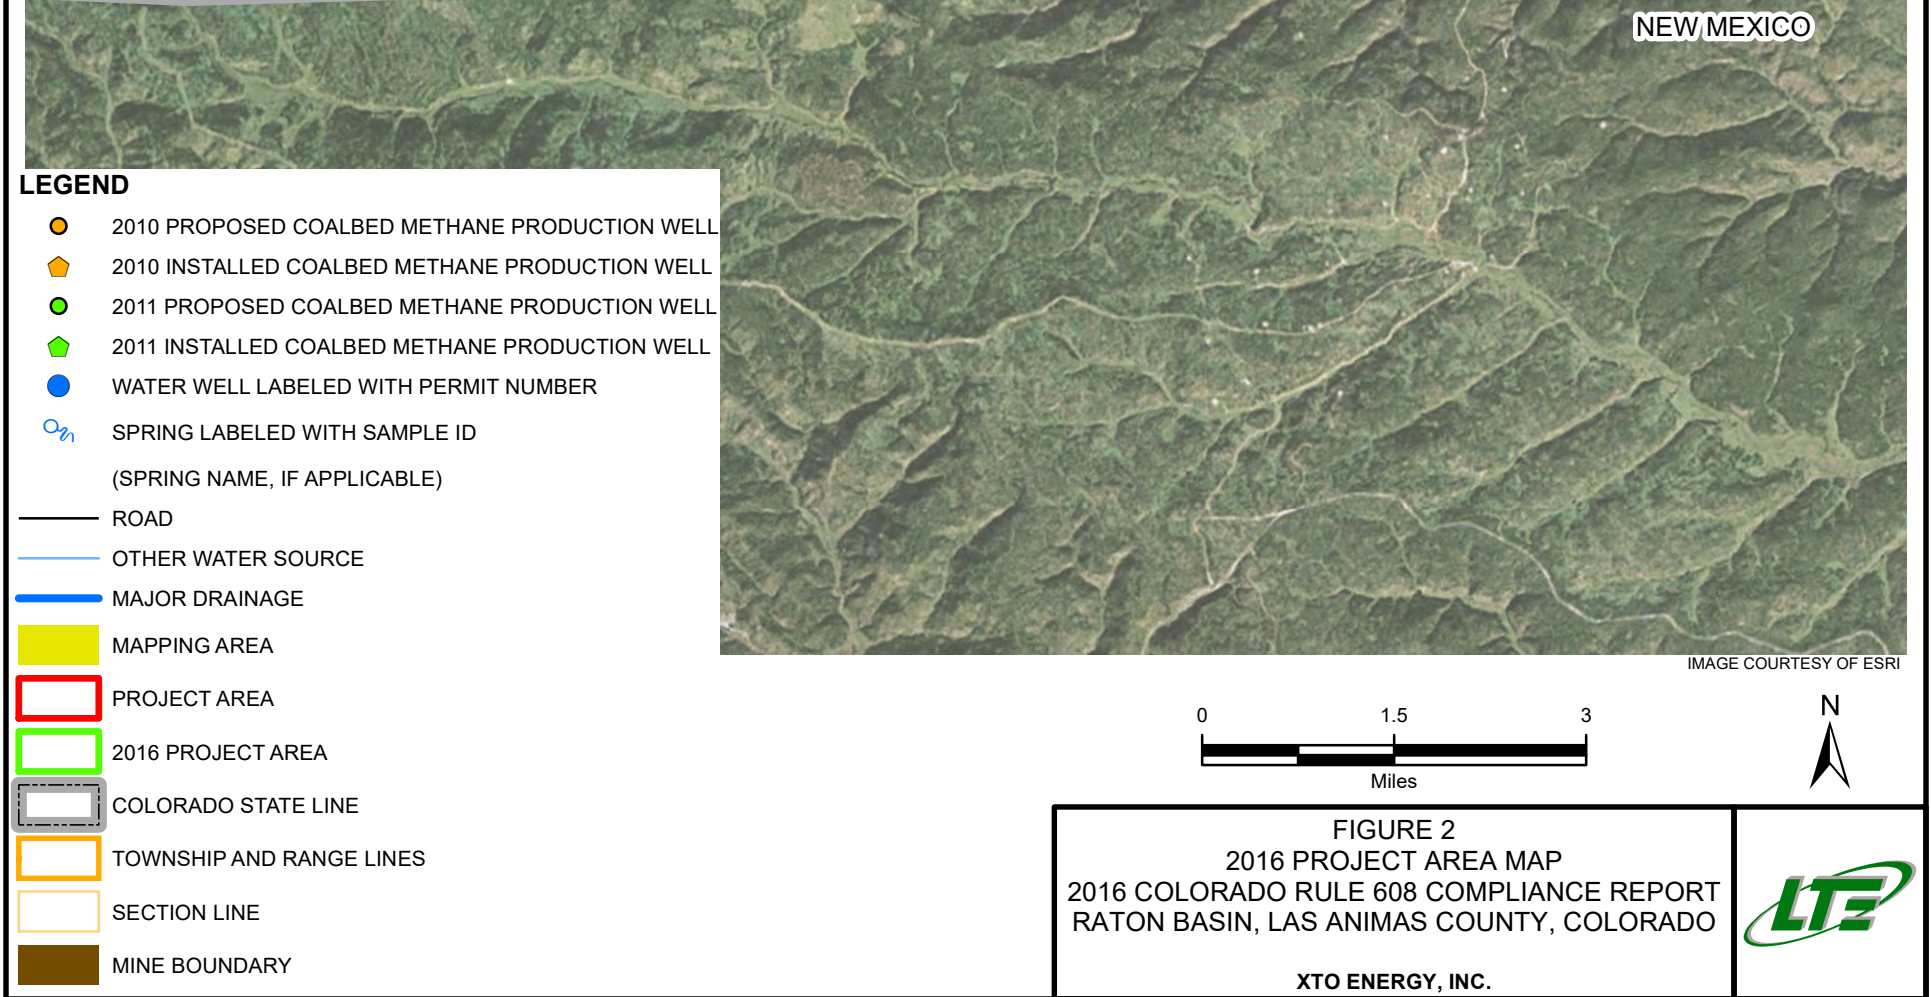 NEW MEXICO
LEGEND
2010 PROPOSED COALBED METHANE PRODUCTION WELL
2010 INSTALLED COALBED METHANE PRODUCTION WELL
2011 PROPOSED COALBED METHANE PRODUCTION WELL
2011 INSTALLED COALBED METHANE PRODUCTION WELL
WATER WELL LABELED WITH PERMIT NUMBER
SPRING LABELED WITH SAMPLE ID
(SPRING NAME, IF APPLICABLE)
ROAD
OTHER WATER SOURCE
MAJOR DRAINAGE
MAPPING AREA
PROJECT AREA
2016 PROJECT AREA
COLORADO STATE LINE
TOWNSHIP AND RANGE LINES
SECTION LINE
MINE BOUNDARY
IMAGE COURTESY OF ESRI
0 1.5 3
Miles
N
FIGURE 2
2016 PROJECT AREA MAP
2016 COLORADO RULE 608 COMPLIANCE REPORT
RATON BASIN, LAS ANIMAS COUNTY, COLORADO
XTO ENERGY, INC.
LTE